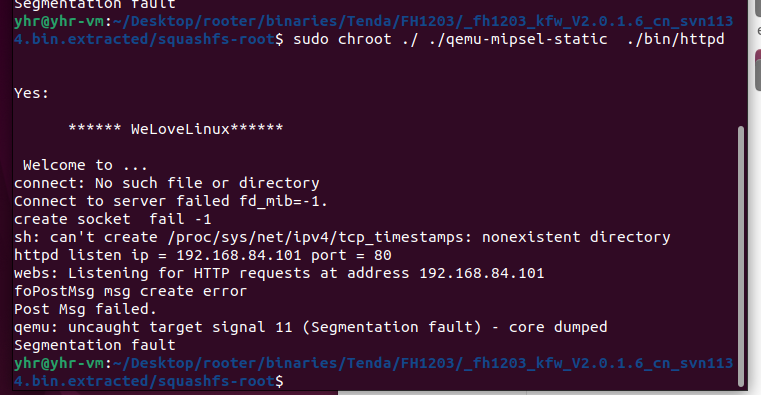 Segmentation fault
yhr@yhr-vm:~/Desktop/rooter/binaries/Tenda/FH1203/_fh1203_kfw_V2.0.1.6_cn_svn113
4.bin.extracted/squashfs-root$ sudo chroot ./ ./qemu-mipsel-static  ./bin/httpd
Yes:
****** WeLoveLinux******
Welcome to ...
connect: No such file or directory
Connect to server failed fd_mib=-1.
create socket  fail -1
sh: can't create /proc/sys/net/ipv4/tcp_timestamps: nonexistent directory
httpd listen ip = 192.168.84.101 port = 80
webs: Listening for HTTP requests at address 192.168.84.101
foPostMsg msg create error
Post Msg failed.
qemu: uncaught target signal 11 (Segmentation fault) - core dumped
Segmentation fault
yhr@yhr-vm:~/Desktop/rooter/binaries/Tenda/FH1203/_fh1203_kfw_V2.0.1.6_cn_svn113
4.bin.extracted/squashfs-root$